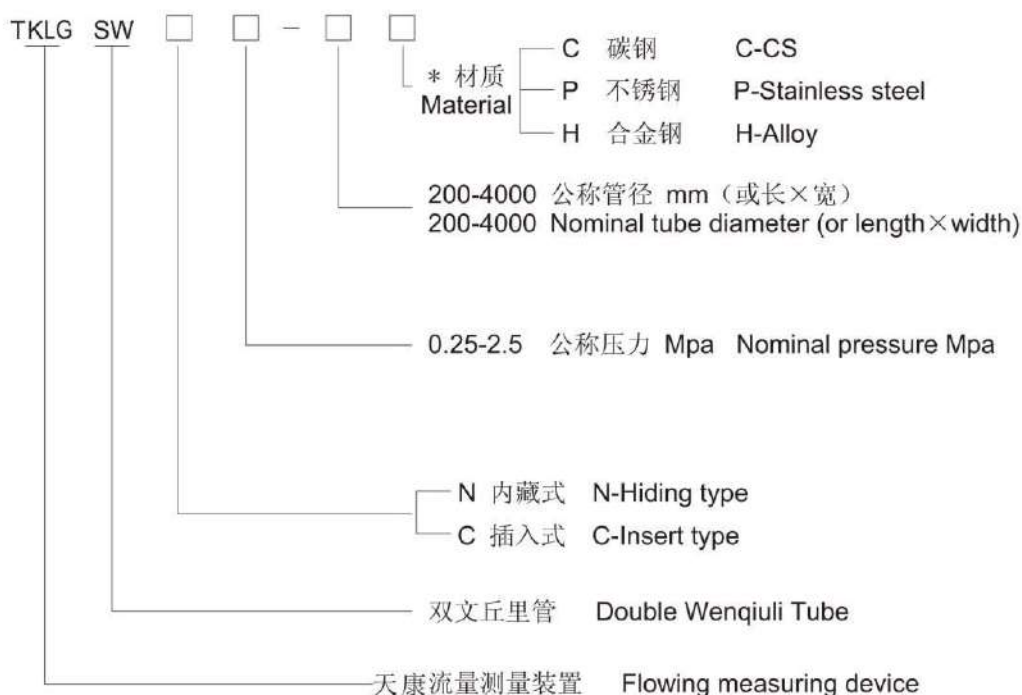 TKLG SW □ □ - □ □
C 碳钢 C-CS
* 材质 Material
P 不锈钢 P-Stainless steel
H 合金钢 H-Alloy
200-4000 公称管径 mm（或长×宽）
200-4000 Nominal tube diameter (or length×width)
0.25-2.5 公称压力 Mpa Nominal pressure Mpa
N 内藏式 N-Hiding type
C 插入式 C-Insert type
双文丘里管 Double Wenqiuli Tube
天康流量测量装置 Flowing measuring device